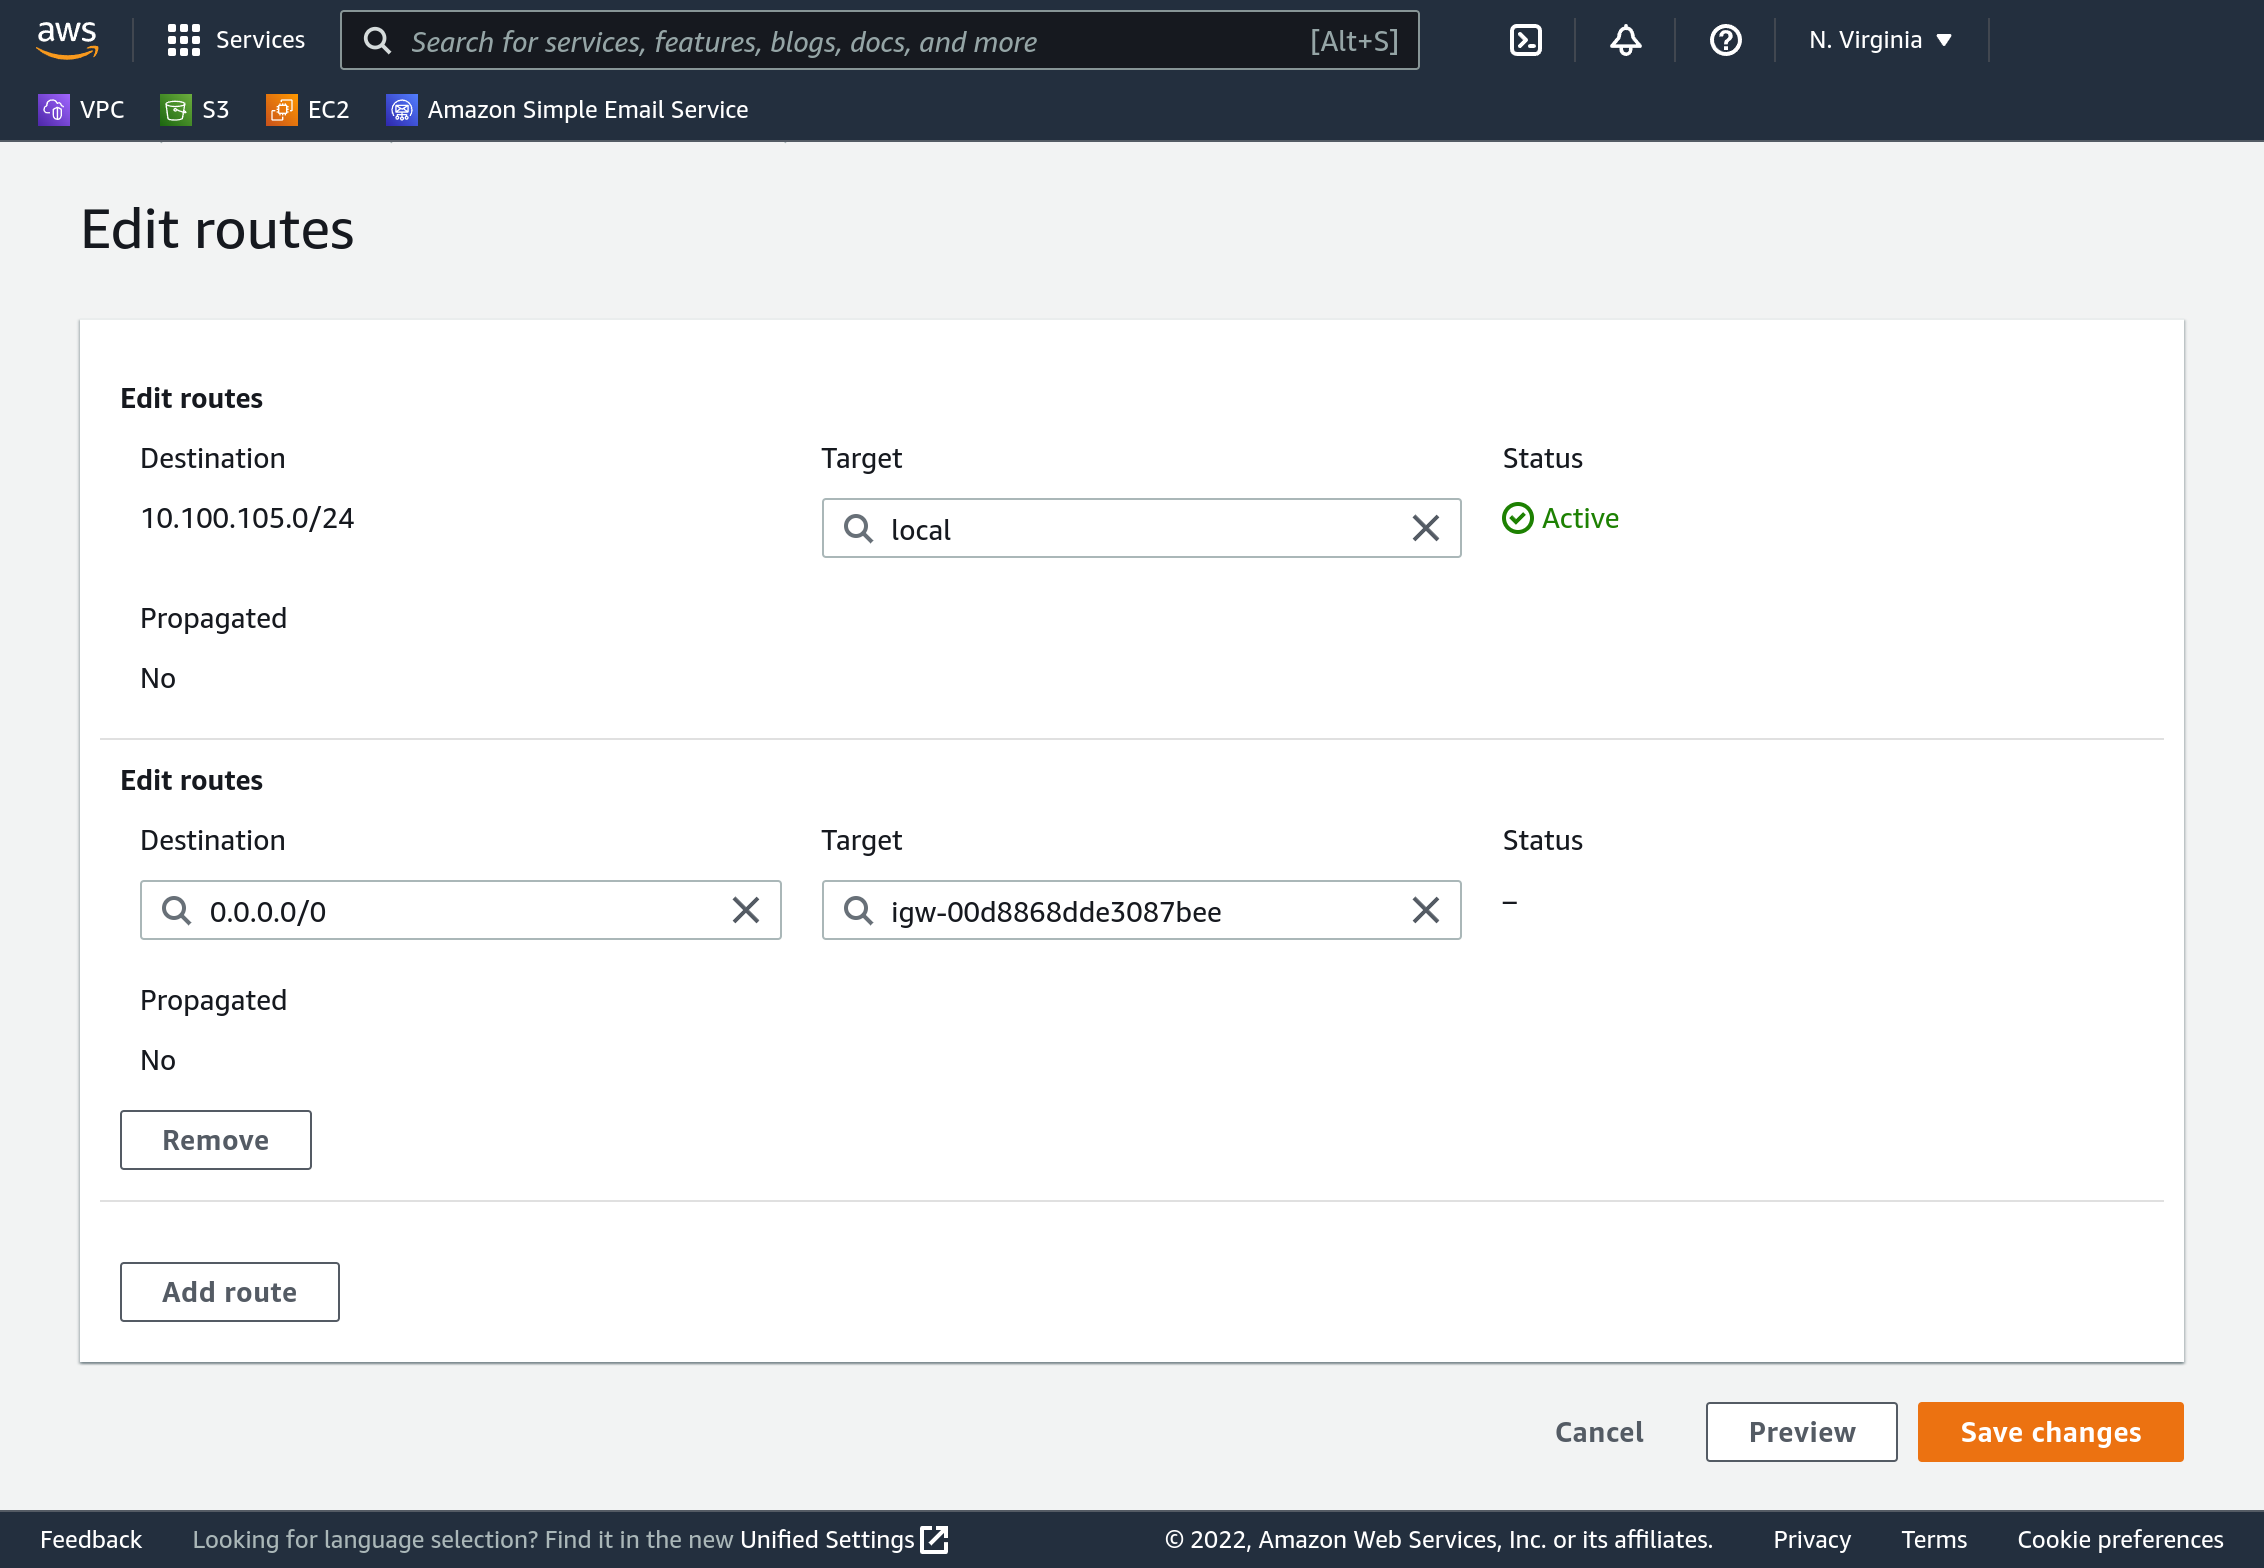 aws Services Search for services, features, blogs, docs, and more [Alt+S] N. Virginia
VPC S3 EC2 Amazon Simple Email Service
Edit routes
Edit routes
Destination Target Status
10.100.105.0/24 local Active
Propagated
No
Edit routes
Destination Target Status
0.0.0.0/0 igw-00d8868dde3087bee –
Propagated
No
Remove
Add route
Cancel Preview Save changes
Feedback Looking for language selection? Find it in the new Unified Settings © 2022, Amazon Web Services, Inc. or its affiliates. Privacy Terms Cookie preferences